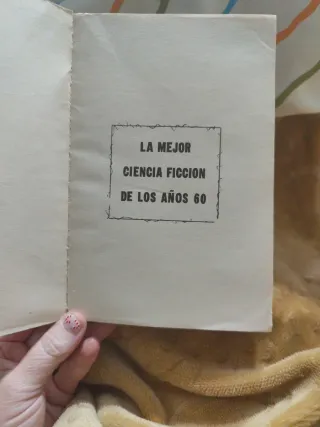 LA MEJOR
CIENCIA FICCION
DE LOS AÑOS 60